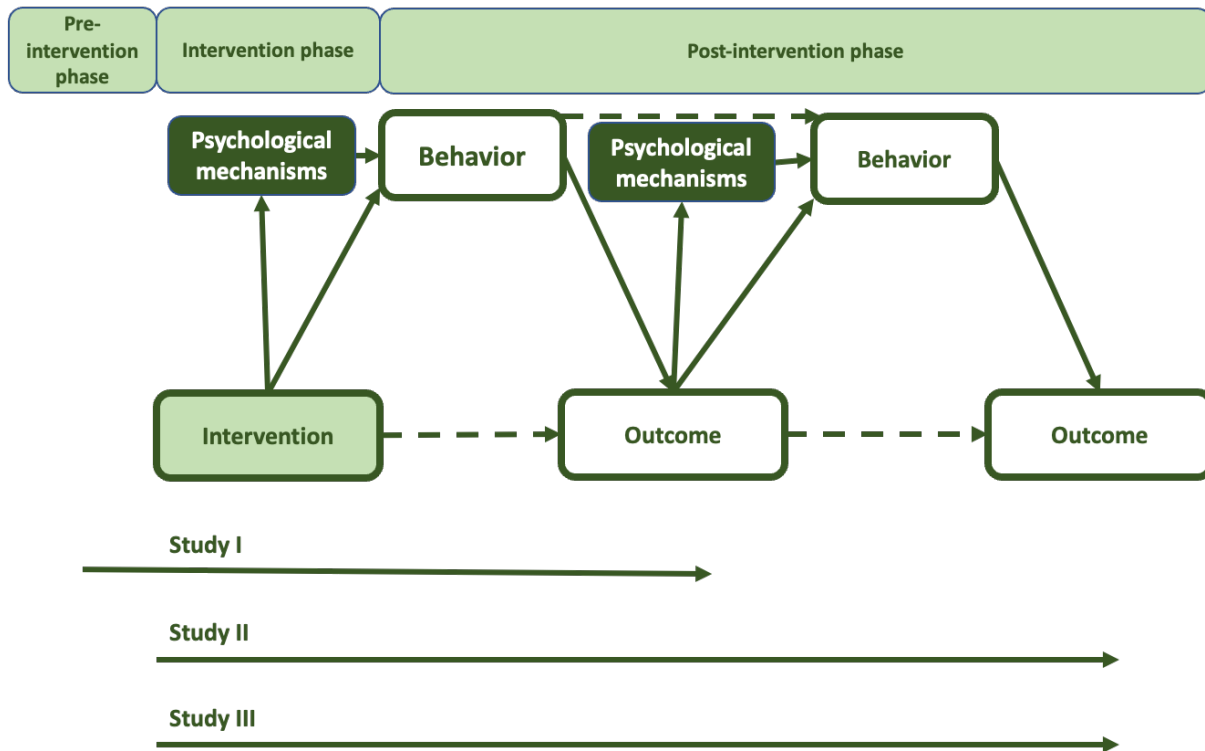 Pre-
intervention
phase
Intervention phase
Post-intervention phase
Psychological
mechanisms
Behavior
Psychological
mechanisms
Behavior
Intervention
Outcome
Outcome
Study I
Study II
Study III